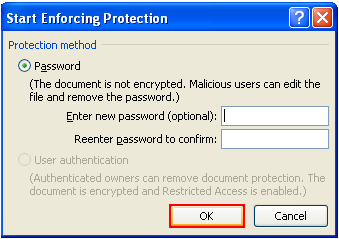 Start Enforcing Protection
Protection method
Password
(The document is not encrypted. Malicious users can edit the
file and remove the password.)
Enter new password (optional):
Reenter password to confirm:
User authentication
(Authenticated owners can remove document protection. The
document is encrypted and Restricted Access is enabled.)
OK Cancel